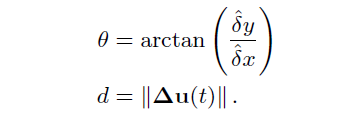 θ = arctan ( δ̂y / δ̂x )
d = ‖Δu(t)‖ .